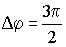 Δφ = 3π/2